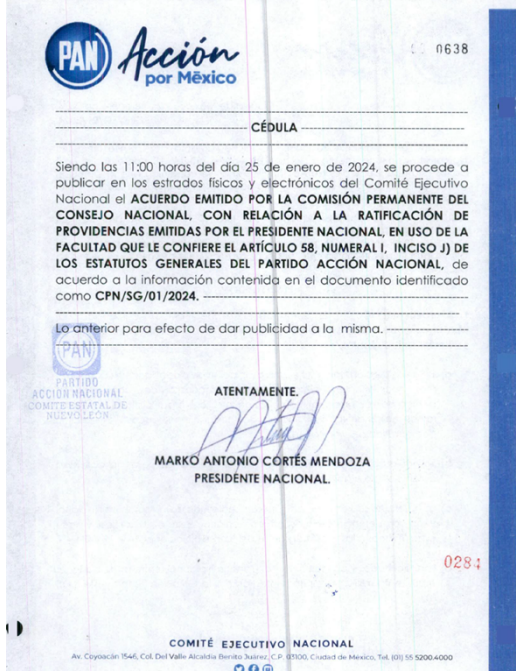 PAN Acción
por México
0638
CÉDULA
Siendo las 11:00 horas del día 25 de enero de 2024, se procede a
publicar en los estrados físicos y electrónicos del Comité Ejecutivo
Nacional el ACUERDO EMITIDO POR LA COMISIÓN PERMANENTE DEL
CONSEJO NACIONAL, CON RELACIÓN A LA RATIFICACIÓN DE
PROVIDENCIAS EMITIDAS POR EL PRESIDENTE NACIONAL, EN USO DE LA
FACULTAD QUE LE CONFIERE EL ARTÍCULO 58, NUMERAL I, INCISO J) DE
LOS ESTATUTOS GENERALES DEL PARTIDO ACCIÓN NACIONAL, de
acuerdo a la información contenida en el documento identificado
como CPN/SG/01/2024.
Lo anterior para efecto de dar publicidad a la misma.
PAN
PARTIDO
ACCION NACIONAL
COMITE ESTATAL DE
NUEVO LEON
ATENTAMENTE.
MARKO ANTONIO CORTÉS MENDOZA
PRESIDENTE NACIONAL.
0284
COMITÉ EJECUTIVO NACIONAL
Av. Coyoacán 1546, Col. Del Valle Alcaldía Benito Juárez, C.P. 03100, Ciudad de México, Tel. (01) 55 5200.4000